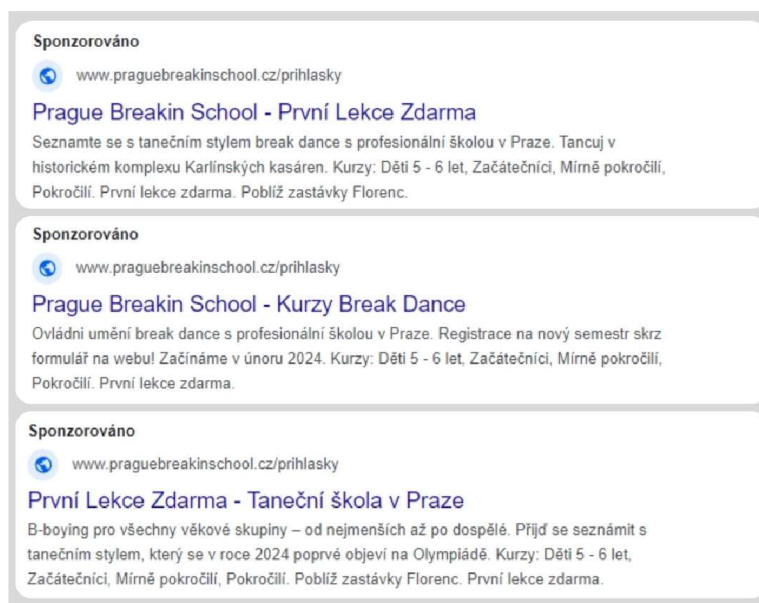 Sponzorováno
www.praguebreakinschool.cz/prihlasky
Prague Breakin School - První Lekce Zdarma
Seznamte se s tanečním stylem break dance s profesionální školou v Praze. Tancuj v
historickém komplexu Karlínských kasáren. Kurzy: Děti 5 - 6 let, Začátečníci, Mírně pokročilí,
Pokročilí. První lekce zdarma. Poblíž zastávky Florenc.
Sponzorováno
www.praguebreakinschool.cz/prihlasky
Prague Breakin School - Kurzy Break Dance
Ovládni umění break dance s profesionální školou v Praze. Registrace na nový semestr skrz
formulář na webu! Začínáme v únoru 2024. Kurzy: Děti 5 - 6 let, Začátečníci, Mírně pokročilí,
Pokročilí. První lekce zdarma.
Sponzorováno
www.praguebreakinschool.cz/prihlasky
První Lekce Zdarma - Taneční škola v Praze
B-boying pro všechny věkové skupiny – od nejmenších až po dospělé. Přijď se seznámit s
tanečním stylem, který se v roce 2024 poprvé objeví na Olympiádě. Kurzy: Děti 5 - 6 let,
Začátečníci, Mírně pokročilí, Pokročilí. Poblíž zastávky Florenc. První lekce zdarma.